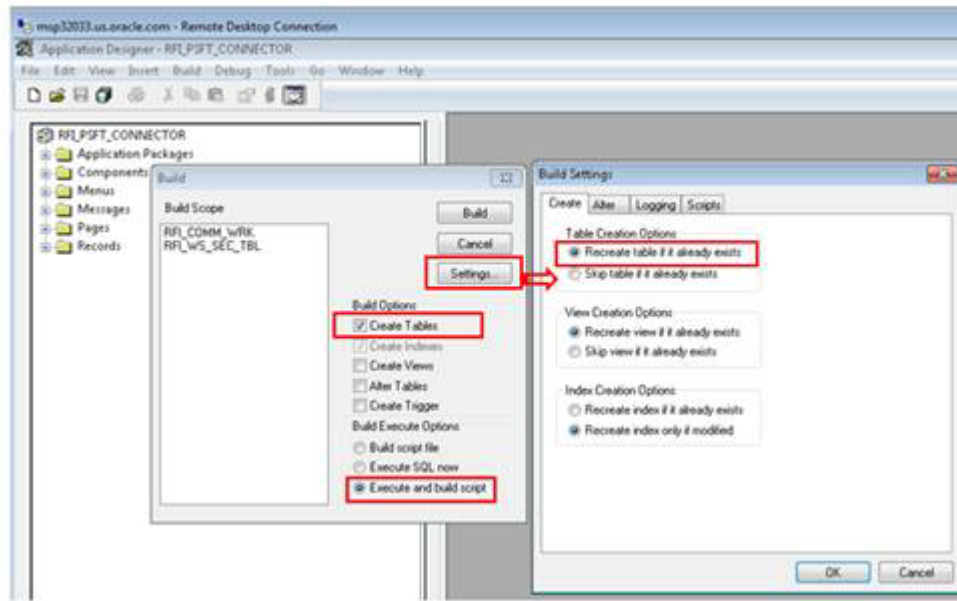 msp32033.us.oracle.com - Remote Desktop Connection
Application Designer - RFI_PSFT_CONNECTOR
File Edit View Insert Build Debug Tools Go Window Help
RFI_PSFT_CONNECTOR
Application Packages
Components
Menus
Messages
Pages
Records
Build
Build Scope
RFI_COMM_WRK
RFI_WS_SEC_TBL
Build
Cancel
Settings...
Build Options
Create Tables
Create Indexes
Create Views
Alter Tables
Create Trigger
Build Execute Options
Build script file
Execute SQL now
Execute and build script
Build Settings
Create Alter Logging Scripts
Table Creation Options
Recreate table if it already exists
Skip table if it already exists
View Creation Options
Recreate view if it already exists
Skip view if it already exists
Index Creation Options
Recreate index if it already exists
Recreate index only if modified
OK Cancel